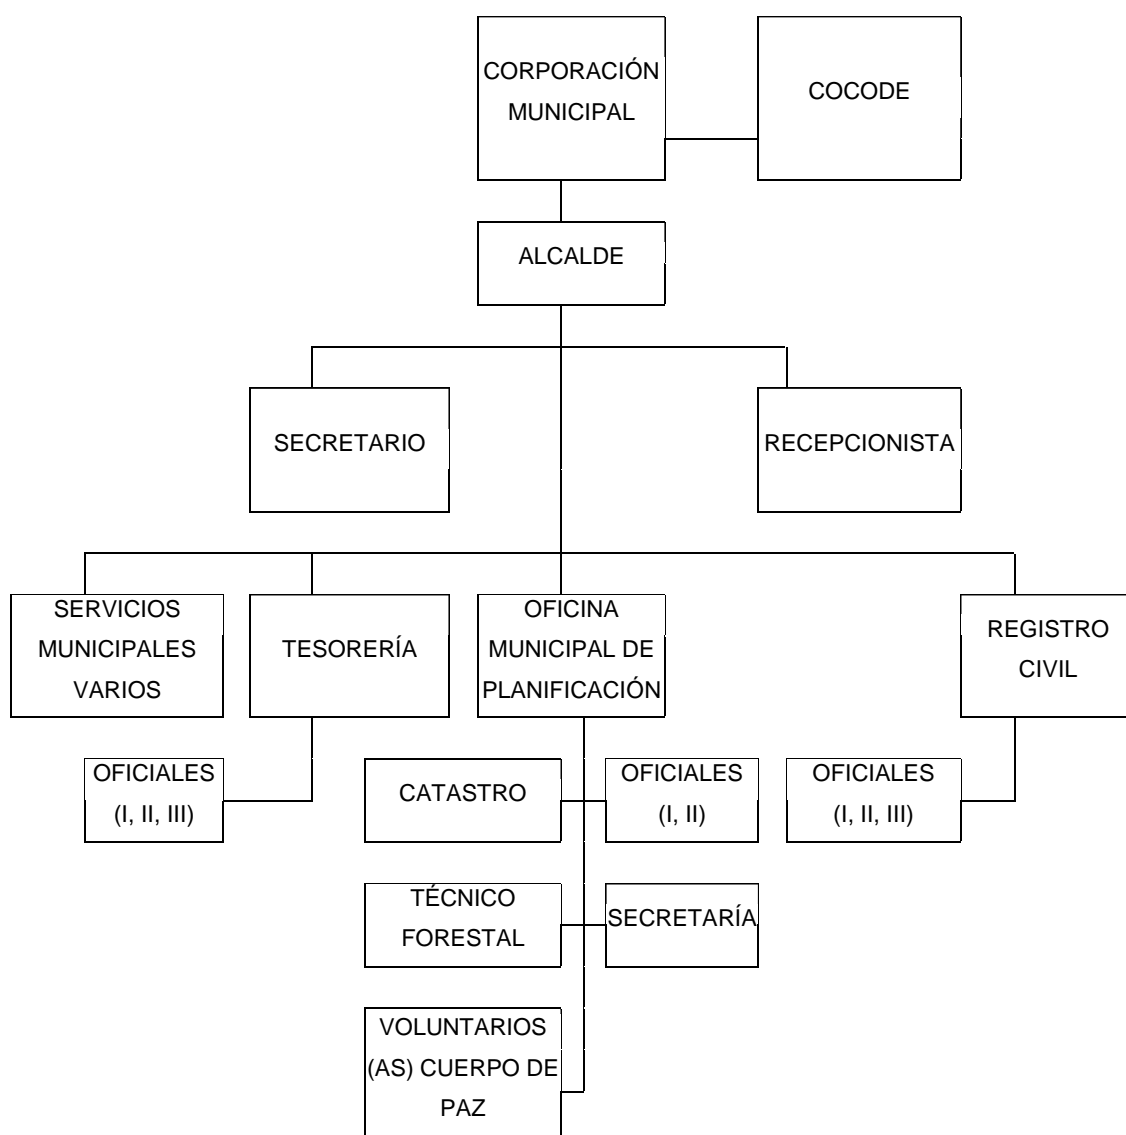 CORPORACIÓN
MUNICIPAL
COCODE
ALCALDE
SECRETARIO
RECEPCIONISTA
SERVICIOS
MUNICIPALES
VARIOS
TESORERÍA
OFICINA
MUNICIPAL DE
PLANIFICACIÓN
REGISTRO
CIVIL
OFICIALES
(I, II, III)
CATASTRO
OFICIALES
(I, II)
OFICIALES
(I, II, III)
TÉCNICO
FORESTAL
SECRETARÍA
VOLUNTARIOS
(AS) CUERPO DE
PAZ